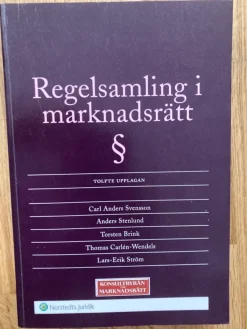 Regelsamling i
marknadsrätt
§
TOLFTE UPPLAGAN
Carl Anders Svensson
Anders Stenlund
Torsten Brink
Thomas Carlén-Wendels
Lars-Erik Ström
KONSULTBYRÅN
MARKNADSRÄTT
Norstedts Juridik